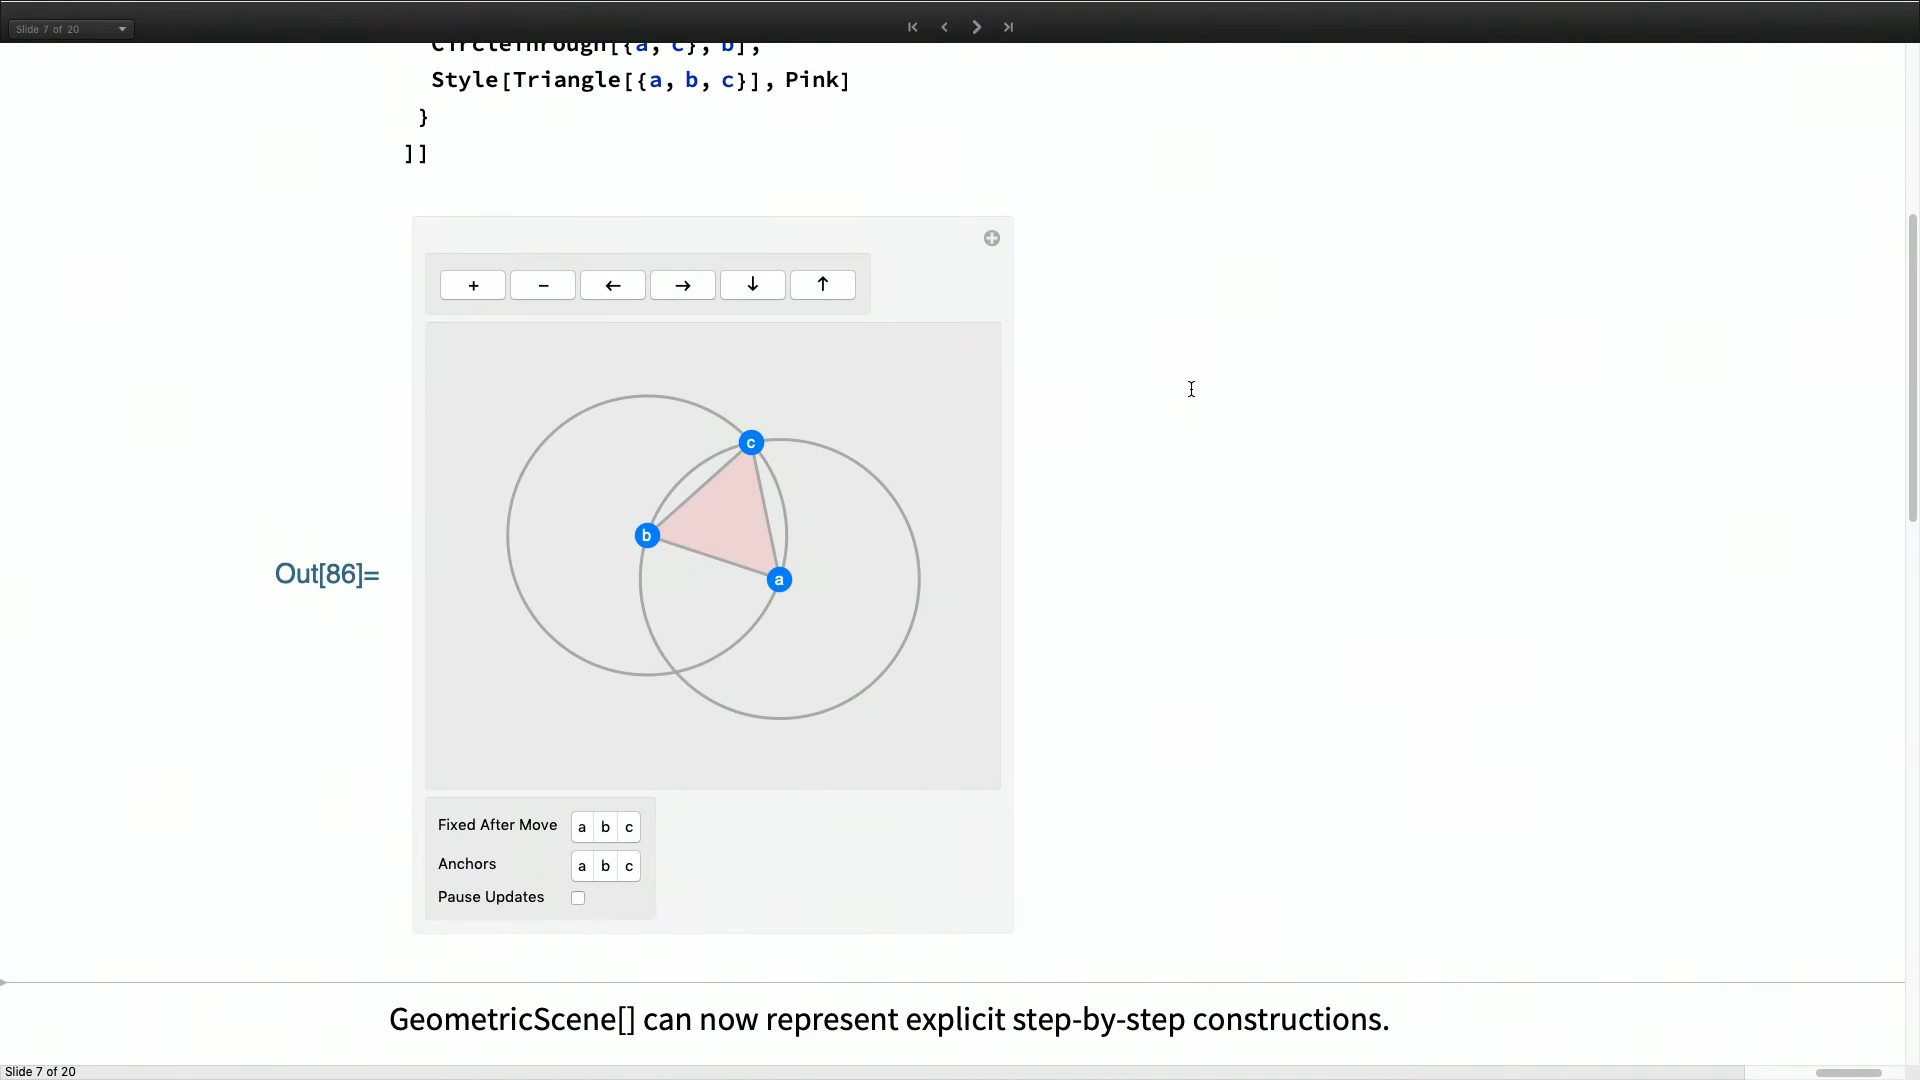 Slide 7 of 20
CircleThrough[{a, c}, b],
Style[Triangle[{a, b, c}], Pink]
}
]]
+ − ← → ↓ ↑
c
b
a
Out[86]=
Fixed After Move a b c
Anchors a b c
Pause Updates
GeometricScene[] can now represent explicit step-by-step constructions.
Slide 7 of 20